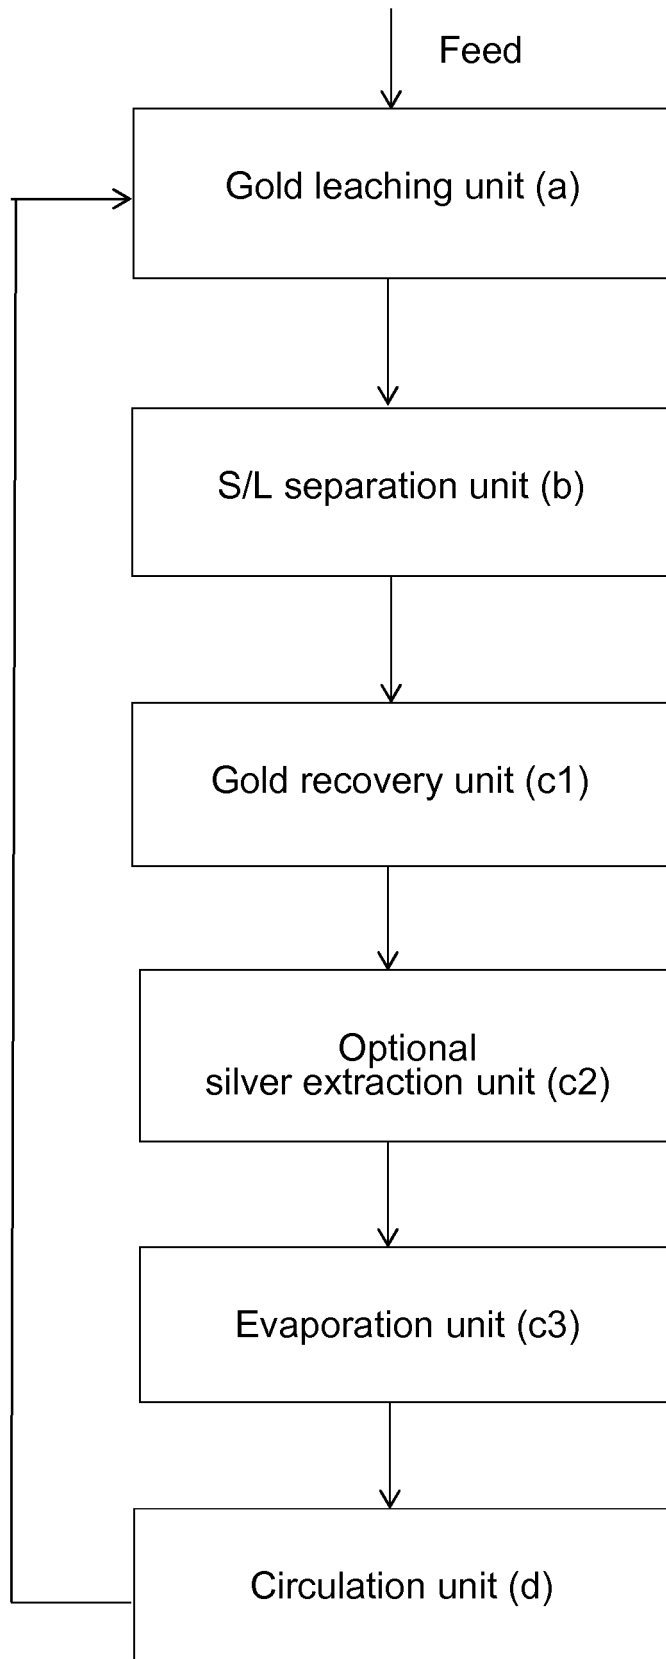 Feed
Gold leaching unit (a)
S/L separation unit (b)
Gold recovery unit (c1)
Optional
silver extraction unit (c2)
Evaporation unit (c3)
Circulation unit (d)